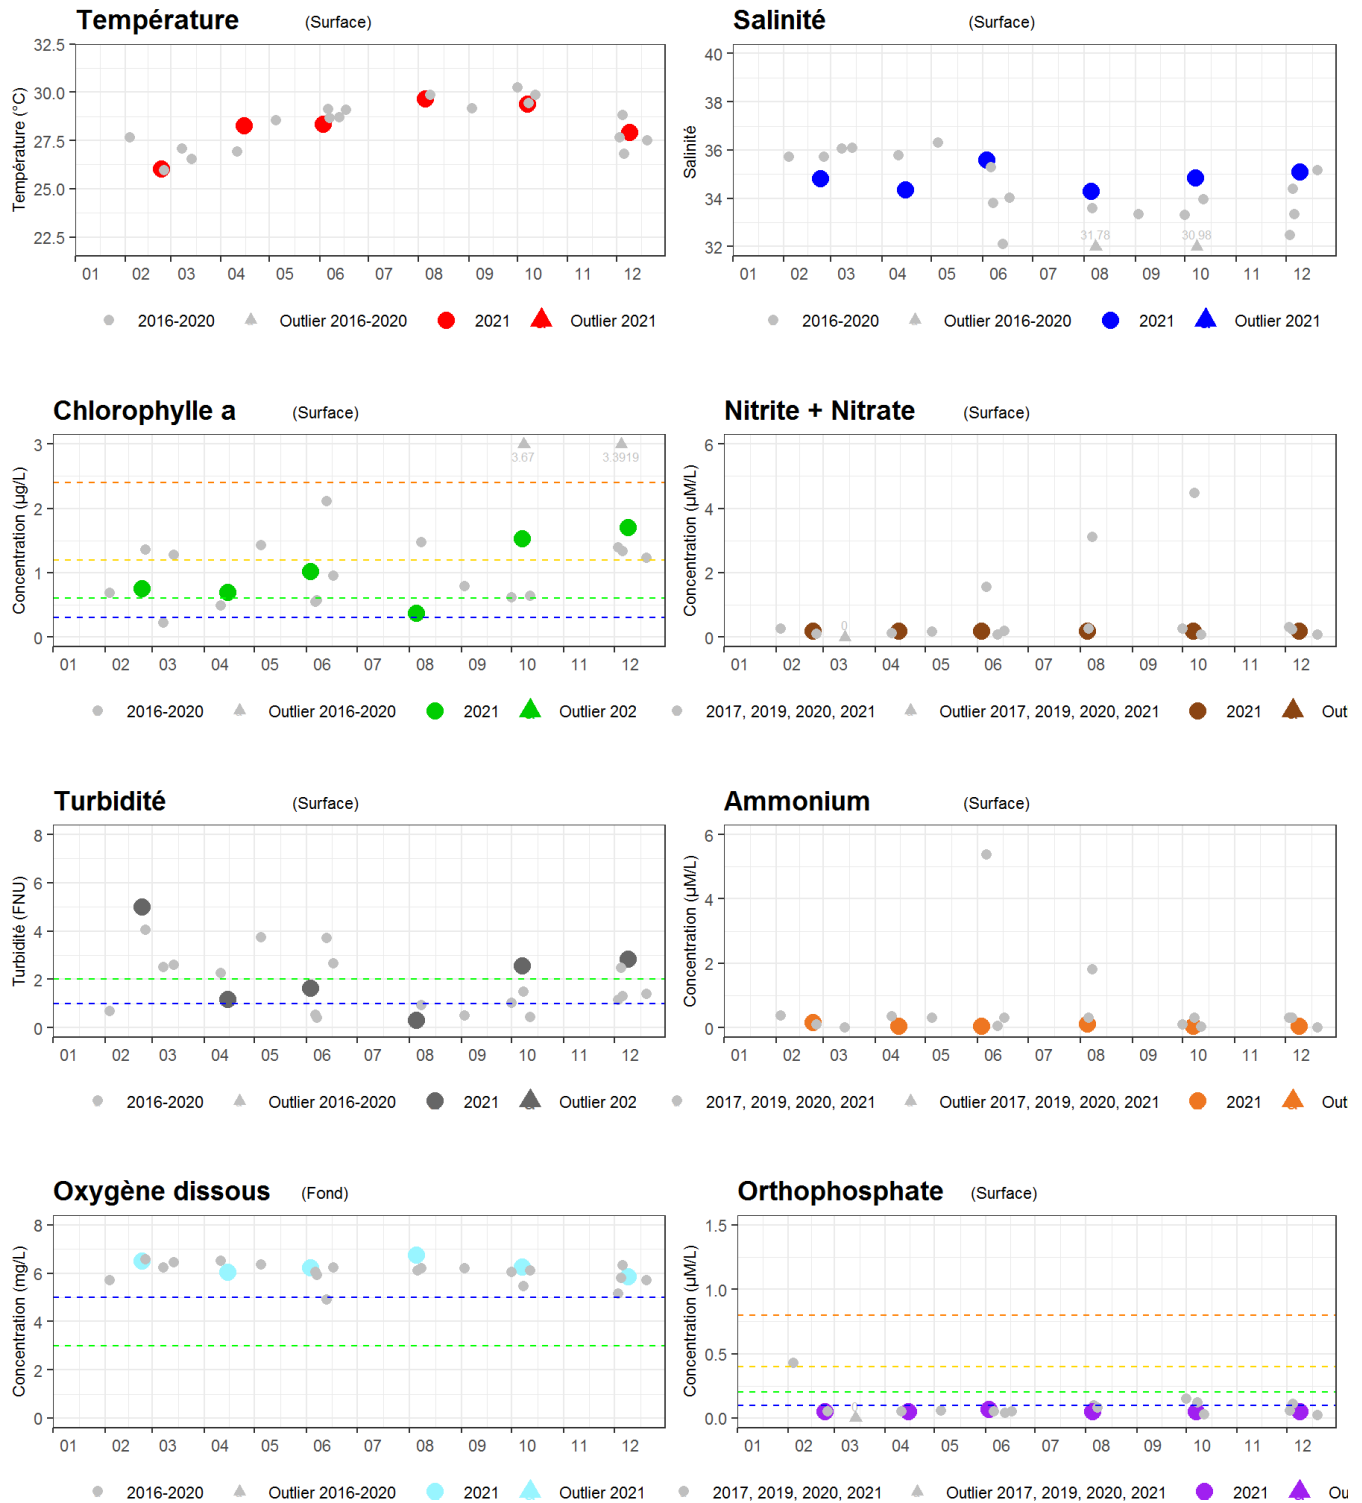 Température (Surface)
Salinité (Surface)
32.5
30.0
27.5
25.0
22.5
Température (°C)
01 02 03 04 05 06 07 08 09 10 11 12
2016-2020 Outlier 2016-2020 2021 Outlier 2021
40
38
36
34
32
Salinité
31.78 30.98
01 02 03 04 05 06 07 08 09 10 11 12
2016-2020 Outlier 2016-2020 2021 Outlier 2021
Chlorophylle a (Surface)
Nitrite + Nitrate (Surface)
3
2
1
0
Concentration (µg/L)
3.67 3.3919
01 02 03 04 05 06 07 08 09 10 11 12
2016-2020 Outlier 2016-2020 2021 Outlier 202
6
4
2
0
Concentration (µM/L)
0
01 02 03 04 05 06 07 08 09 10 11 12
2017, 2019, 2020, 2021 Outlier 2017, 2019, 2020, 2021 2021 Out
Turbidité (Surface)
Ammonium (Surface)
8
6
4
2
0
Turbidité (FNU)
01 02 03 04 05 06 07 08 09 10 11 12
2016-2020 Outlier 2016-2020 2021 Outlier 202
6
4
2
0
Concentration (µM/L)
01 02 03 04 05 06 07 08 09 10 11 12
2017, 2019, 2020, 2021 Outlier 2017, 2019, 2020, 2021 2021 Out
Oxygène dissous (Fond)
Orthophosphate (Surface)
8
6
4
2
0
Concentration (mg/L)
01 02 03 04 05 06 07 08 09 10 11 12
2016-2020 Outlier 2016-2020 2021 Outlier 2021
1.5
1.0
0.5
0.0
Concentration (µM/L)
0
01 02 03 04 05 06 07 08 09 10 11 12
2017, 2019, 2020, 2021 Outlier 2017, 2019, 2020, 2021 2021 Ou